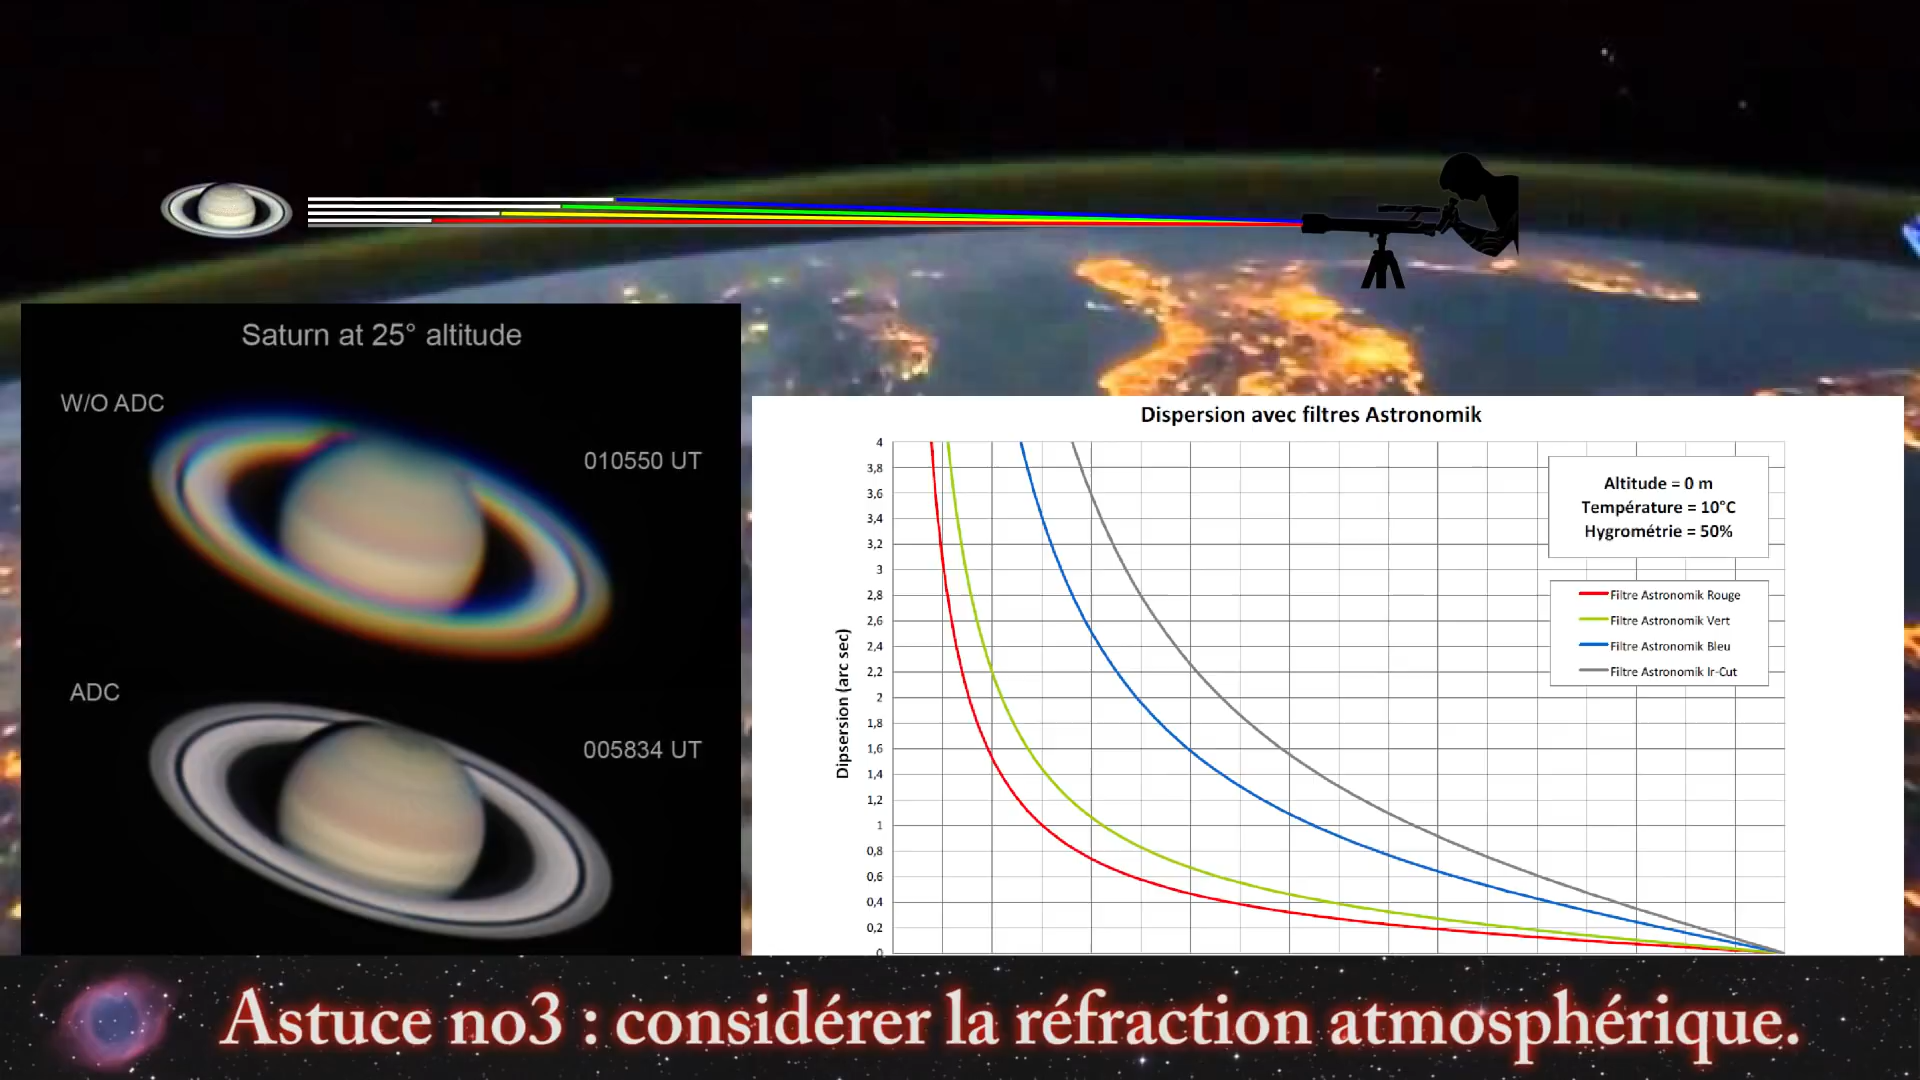 Saturn at 25° altitude
W/O ADC
010550 UT
ADC
005834 UT
Dispersion avec filtres Astronomik
Dipsersion (arc sec)
4
3,8
3,6
3,4
3,2
3
2,8
2,6
2,4
2,2
2
1,8
1,6
1,4
1,2
1
0,8
0,6
0,4
0,2
0
Altitude = 0 m
Température = 10°C
Hygrométrie = 50%
Filtre Astronomik Rouge
Filtre Astronomik Vert
Filtre Astronomik Bleu
Filtre Astronomik Ir-Cut
Astuce no3 : considérer la réfraction atmosphérique.